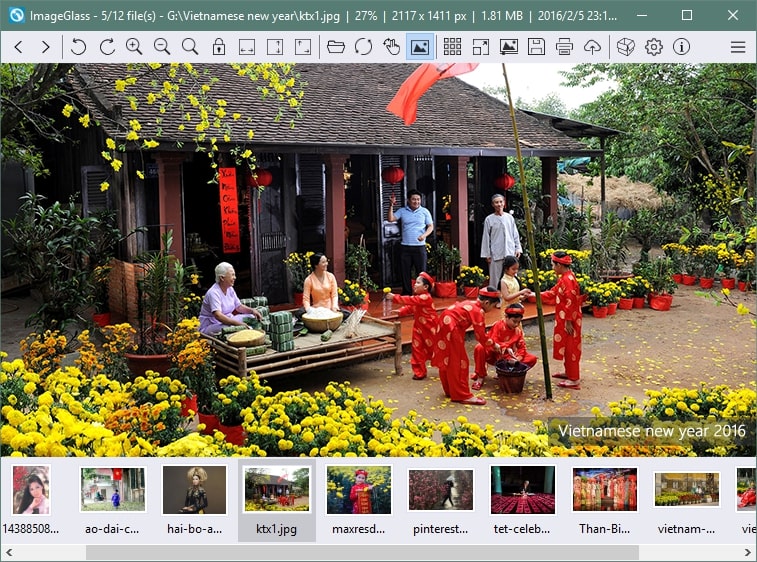 ImageGlass - 5/12 file(s) - G:\Vietnamese new year\ktx1.jpg | 27% | 2117 x 1411 px | 1.81 MB | 2016/2/5 23:1...
Vietnamese new year 2016
14388508...
ao-dai-c...
hai-bo-a...
ktx1.jpg
maxresd...
pinterest...
tet-celeb...
Than-Bi...
vietnam-...
vie